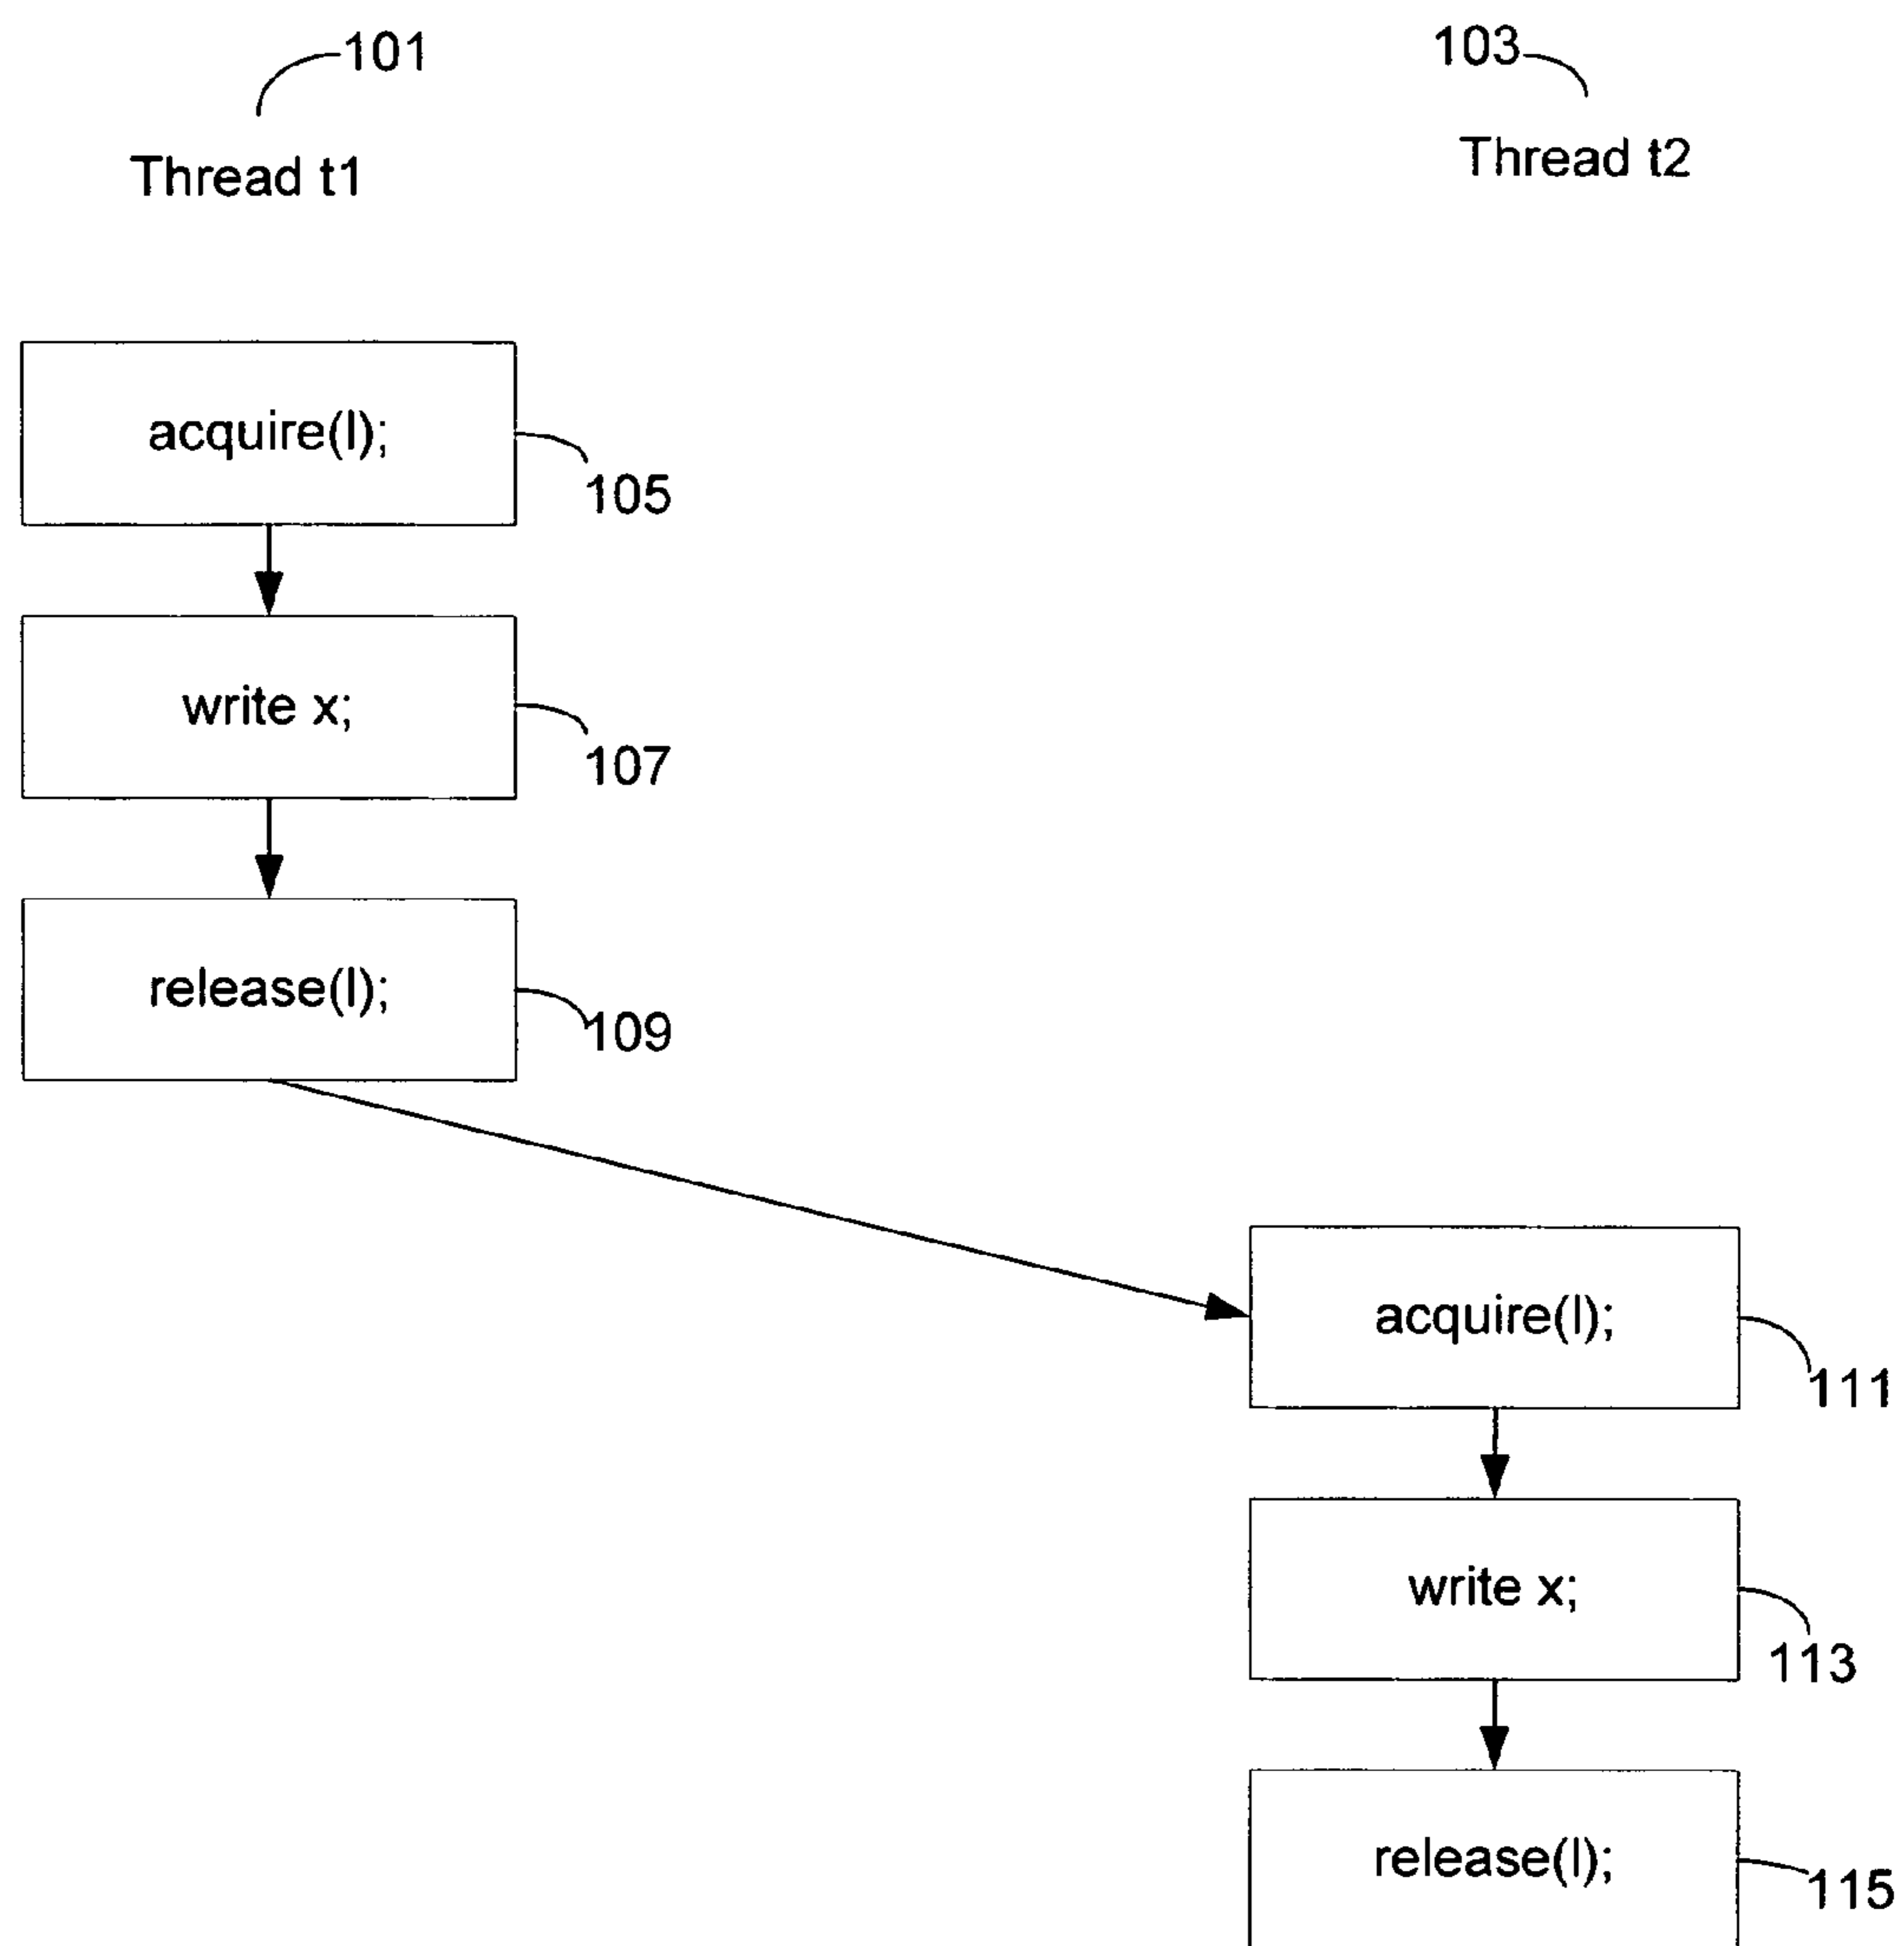 101
103
Thread t1
Thread t2
acquire(l);
105
write x;
107
release(l);
109
acquire(l);
111
write x;
113
release(l);
115